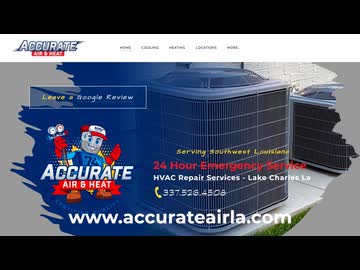 ACCURATE
AIR & HEAT
HOME
COOLING
HEATING
LOCATIONS
MORE..
Leave a Google Review
Serving Southwest Louisiana
24 Hour Emergency Service
ACCURATE
AIR & HEAT
HVAC Repair Services - Lake Charles La
337.526.4508
www.accurateairla.com